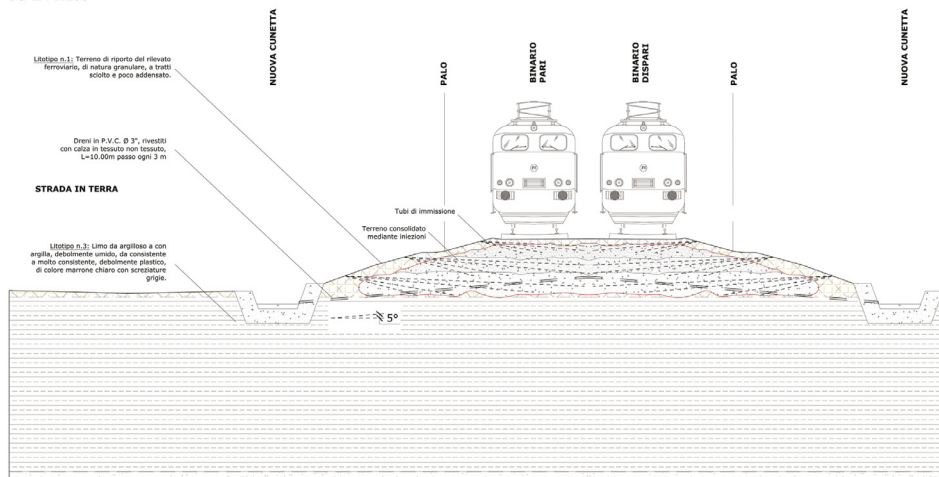 NUOVA CUNETTA
PALO
BINARIO
PARI
BINARIO
DISPARI
PALO
NUOVA CUNETTA
Litotipo n.1: Terreno di riporto del rilevato
ferroviario, di natura granulare, a tratti
sciolto e poco addensato.
Dreni in P.V.C. Ø 3", rivestiti
con calza in tessuto non tessuto,
L=10.00m passo ogni 3 m
STRADA IN TERRA
Tubi di immissione
Terreno consolidato
mediante iniezioni
Litotipo n.3: Limo da argilloso a con
argilla, debolmente umido, da consistente
a molto consistente, debolmente plastico,
di colore marrone chiaro con screziature
grigie.
5°